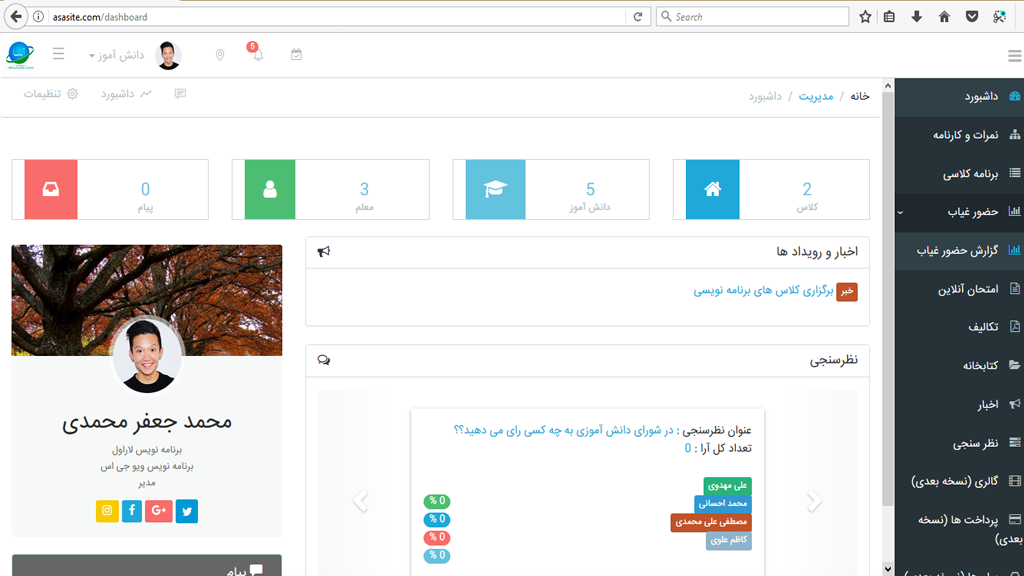 asasite.com/dashboard
Search
دانش آموز
5
خانه / مدیریت / داشبورد
داشبورد
تنظیمات
2
کلاس
5
دانش آموز
3
معلم
0
پیام
اخبار و رویداد ها
خبر برگزاری کلاس های برنامه نویسی
نظرسنجی
عنوان نظرسنجی : در شورای دانش آموزی به چه کسی رای می دهید؟؟
تعداد کل آرا : 0
علی مهدوی
% 0
محمد احسانی
% 0
مصطفی علی محمدی
% 0
کاظم علوی
% 0
محمد جعفر محمدی
برنامه نویس لاراول
برنامه نویس ویو جی اس
مدیر
پیام
داشبورد
نمرات و کارنامه
برنامه کلاسی
حضور غیاب
گزارش حضور غیاب
امتحان آنلاین
تکالیف
کتابخانه
اخبار
نظر سنجی
گالری (نسخه بعدی)
پرداخت ها (نسخه
بعدی)